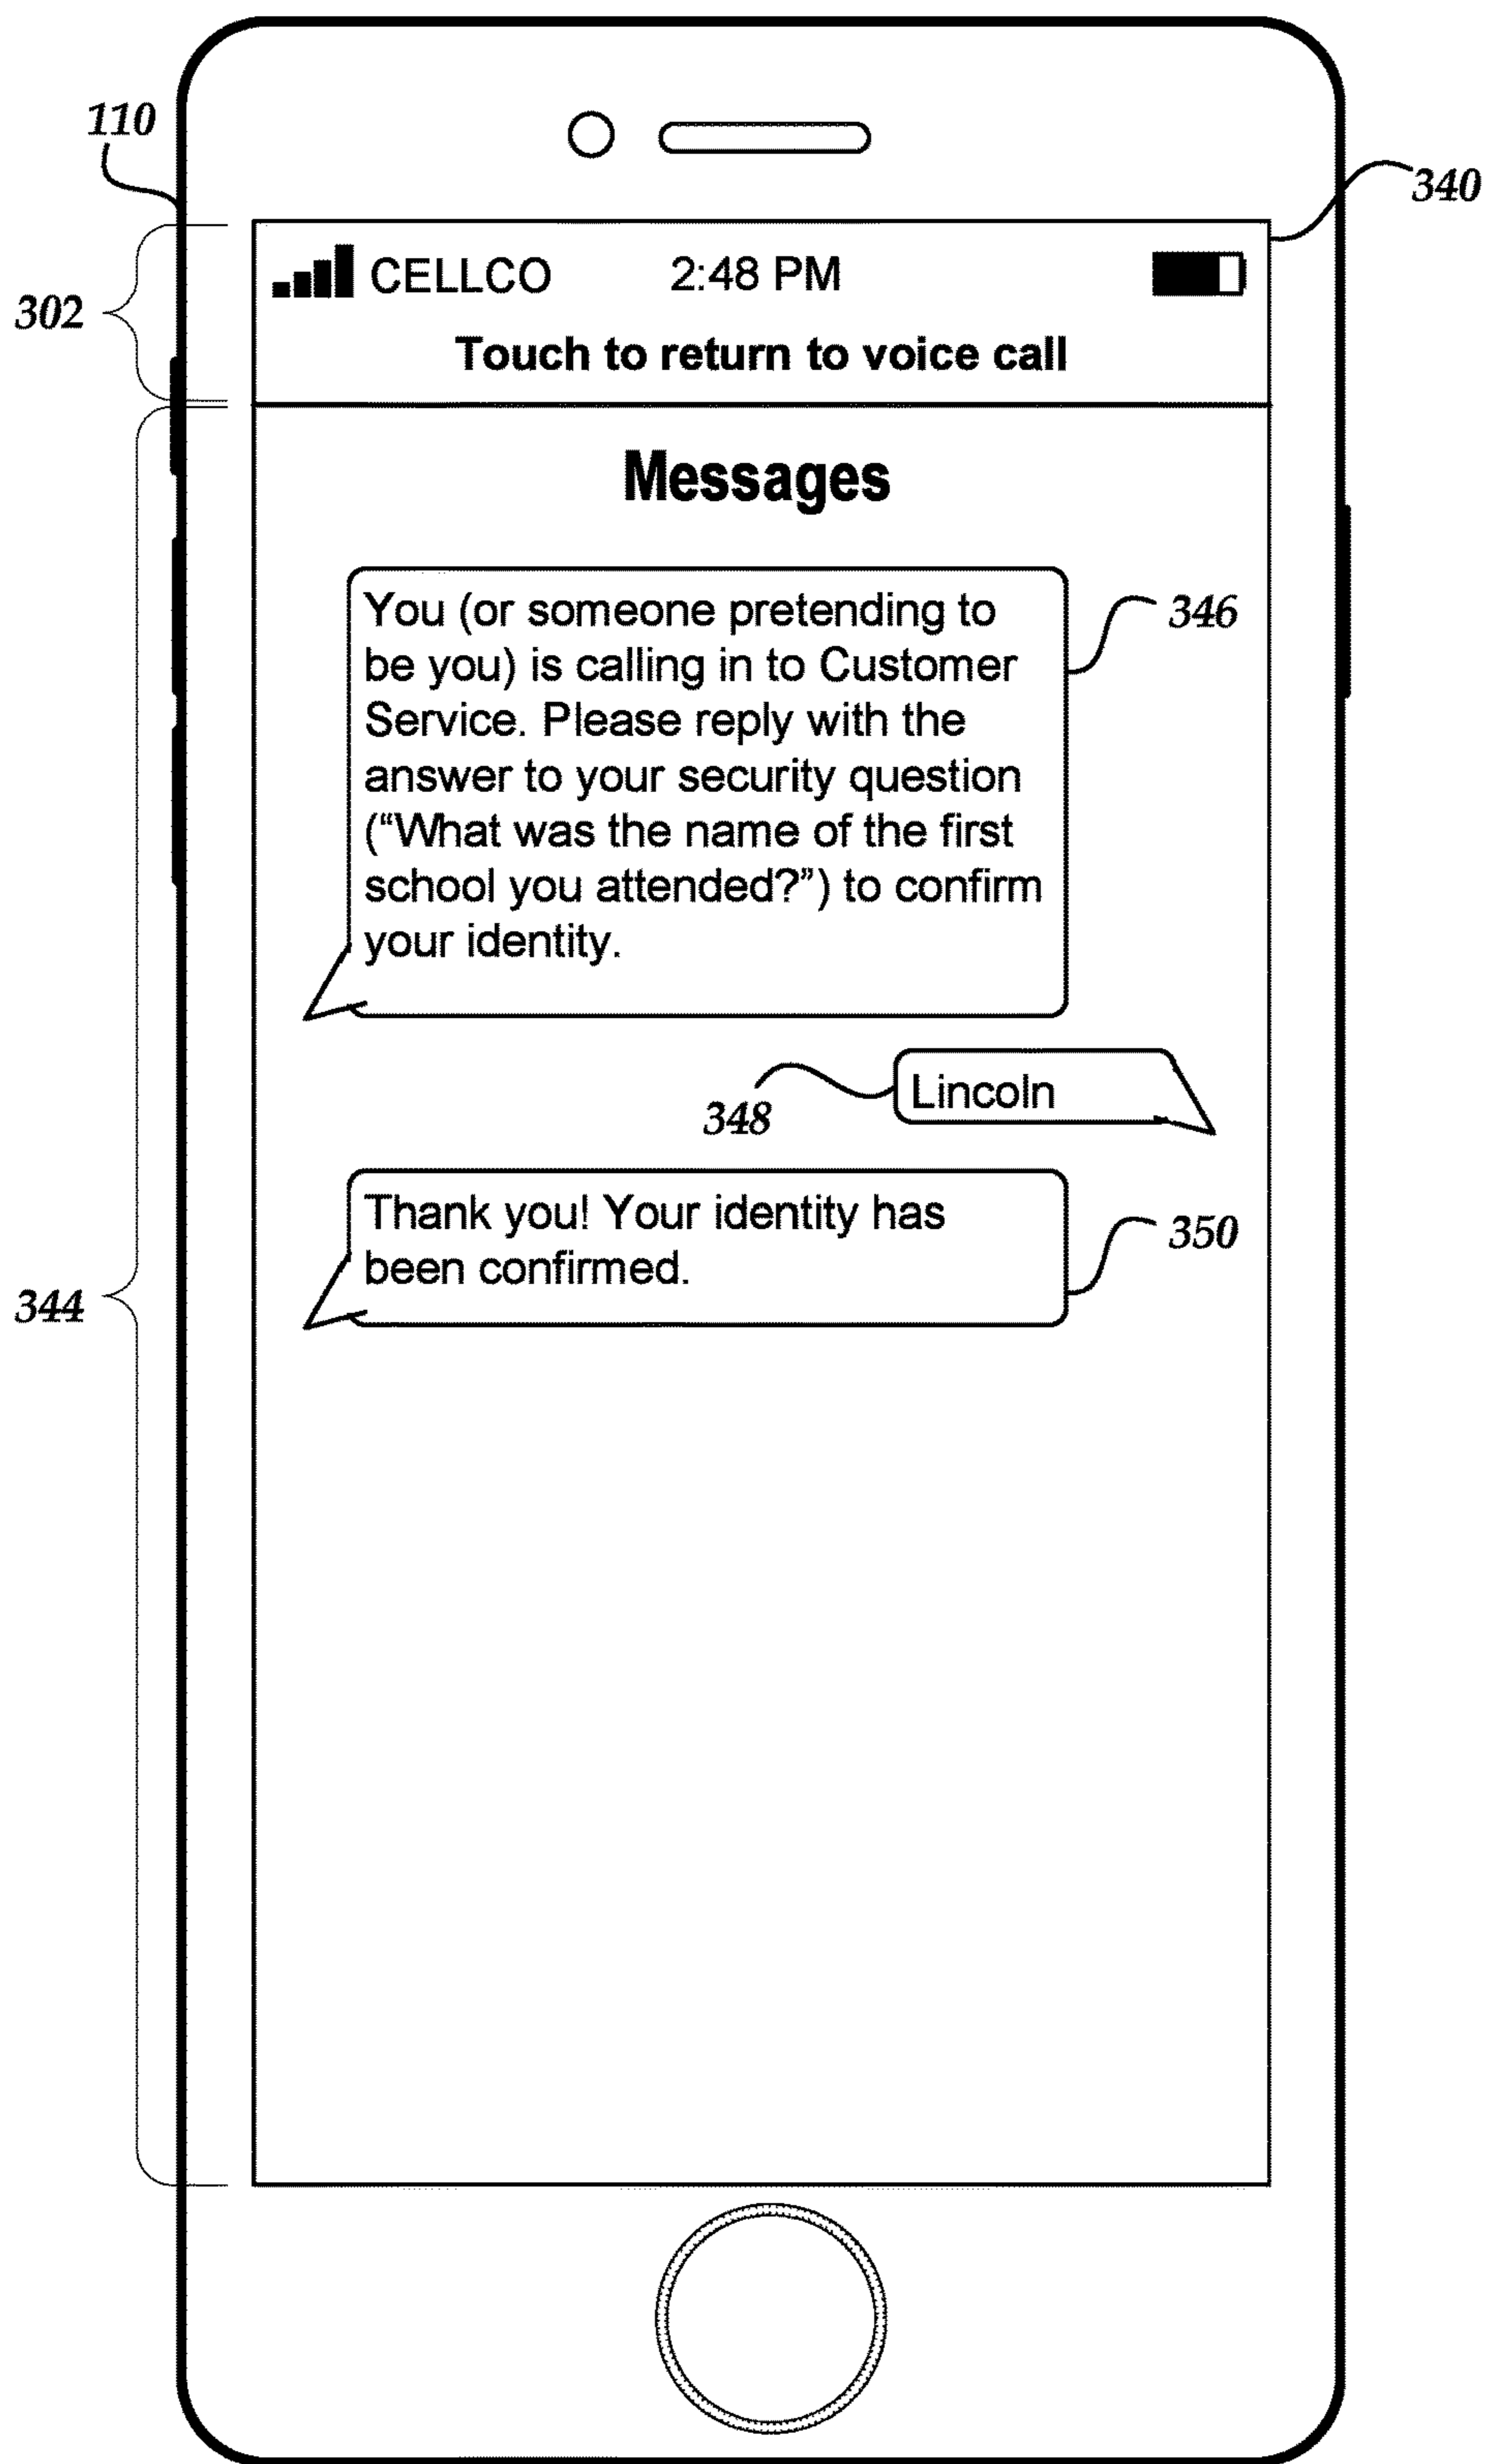 110
340
CELLCO 2:48 PM
302
Touch to return to voice call
Messages
You (or someone pretending to
346
be you) is calling in to Customer
Service. Please reply with the
answer to your security question
(“What was the name of the first
school you attended?”) to confirm
your identity.
Lincoln
348
Thank you! Your identity has
350
been confirmed.
344